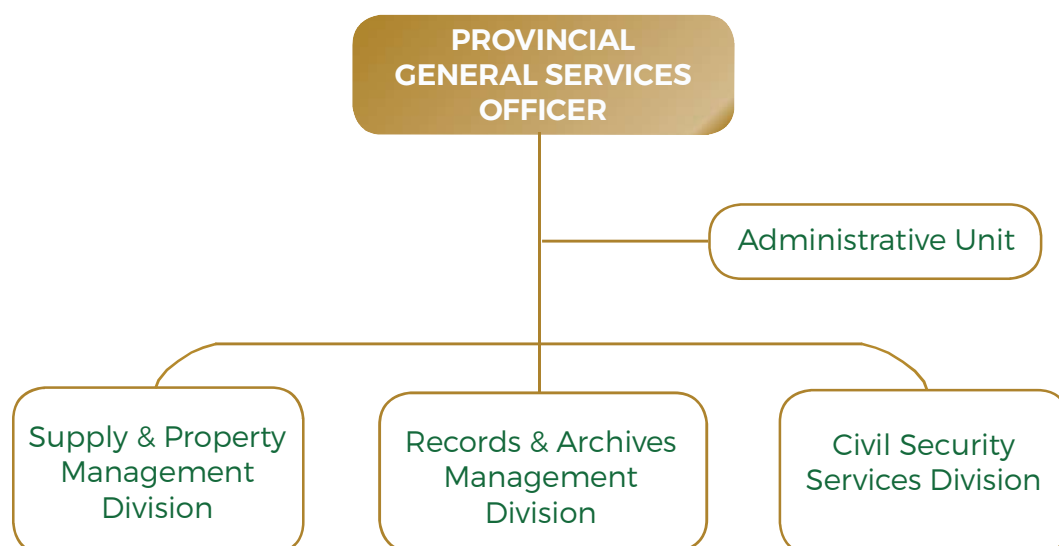 PROVINCIAL
GENERAL SERVICES
OFFICER
Administrative Unit
Supply & Property
Management
Division
Records & Archives
Management
Division
Civil Security
Services Division